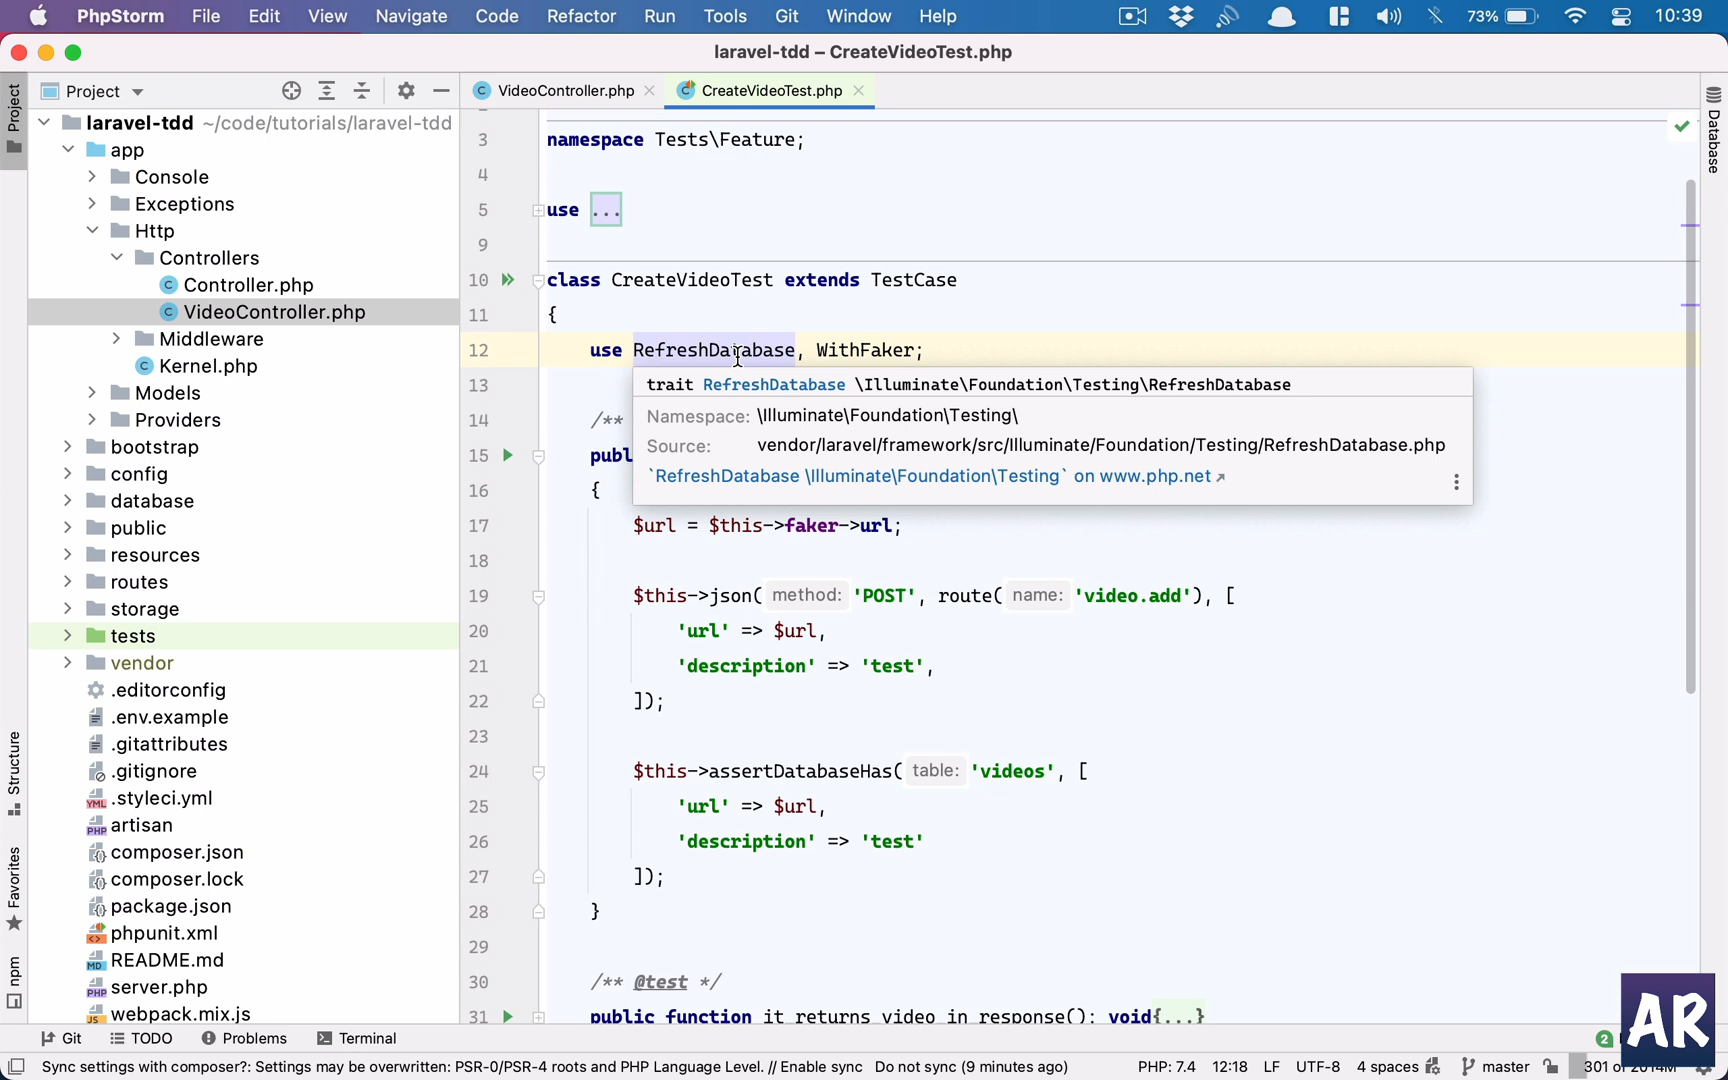 PhpStorm File Edit View Navigate Code Refactor Run Tools Git Window Help 73% 10:39
laravel-tdd – CreateVideoTest.php
Project
VideoController.php
CreateVideoTest.php
Project
Structure
Favorites
npm
laravel-tdd ~/code/tutorials/laravel-tdd
app
Console
Exceptions
Http
Controllers
Controller.php
VideoController.php
Middleware
Kernel.php
Models
Providers
bootstrap
config
database
public
resources
routes
storage
tests
vendor
.editorconfig
.env.example
.gitattributes
.gitignore
.styleci.yml
artisan
composer.json
composer.lock
package.json
phpunit.xml
README.md
server.php
webpack.mix.js
3 namespace Tests\Feature;
4
5 use ...
9
10 class CreateVideoTest extends TestCase
11 {
12 use RefreshDatabase, WithFaker;
13
trait RefreshDatabase \Illuminate\Foundation\Testing\RefreshDatabase
Namespace: \Illuminate\Foundation\Testing\
Source: vendor/laravel/framework/src/Illuminate/Foundation/Testing/RefreshDatabase.php
`RefreshDatabase \Illuminate\Foundation\Testing` on www.php.net
14 /**
15 publ
16 {
17 $url = $this->faker->url;
18
19 $this->json( method: 'POST', route( name: 'video.add'), [
20 'url' => $url,
21 'description' => 'test',
22 ]);
23
24 $this->assertDatabaseHas( table: 'videos', [
25 'url' => $url,
26 'description' => 'test'
27 ]);
28 }
29
30 /** @test */
31 public function it returns video in response(): void{...}
Database
Git TODO Problems Terminal 2
AR
Sync settings with composer?: Settings may be overwritten: PSR-0/PSR-4 roots and PHP Language Level. // Enable sync Do not sync (9 minutes ago) PHP: 7.4 12:18 LF UTF-8 4 spaces master 301 of 2014M